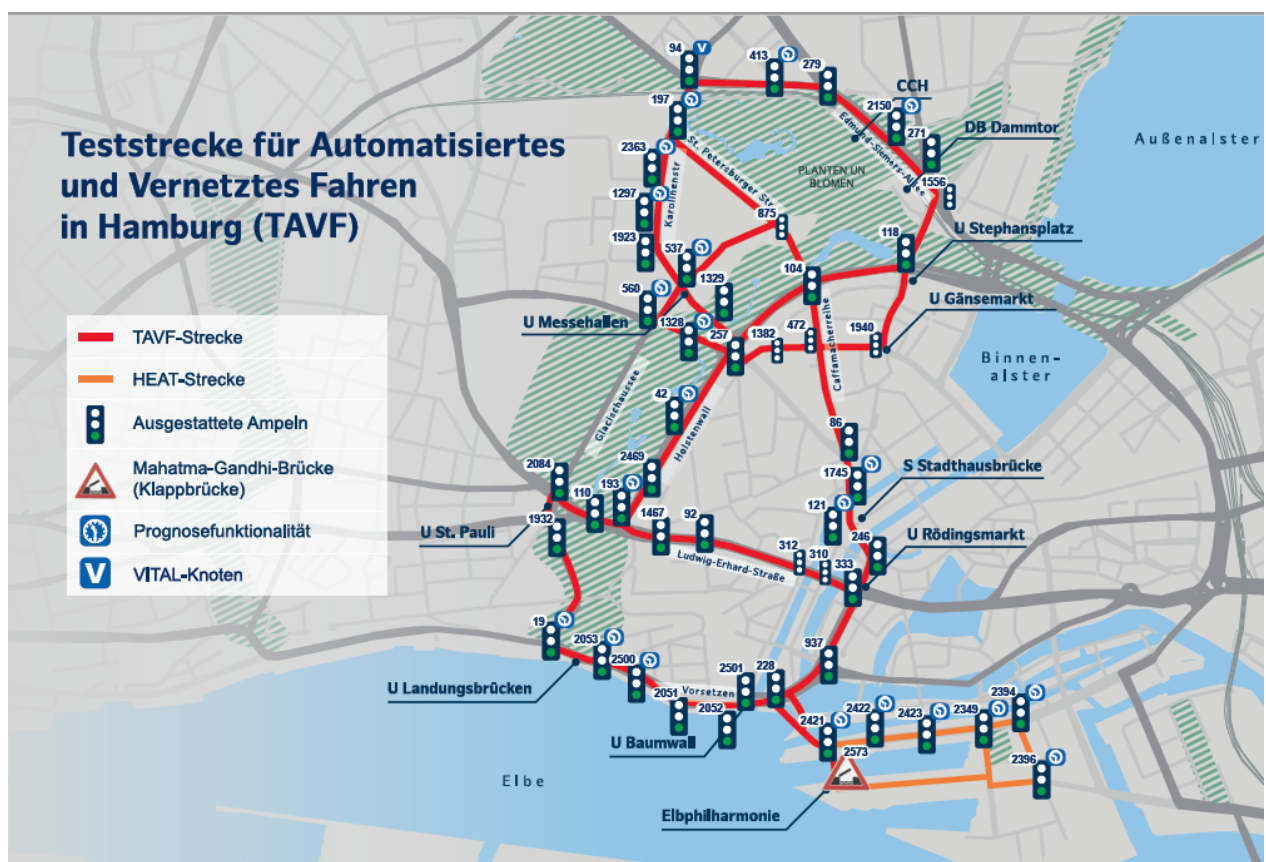 Teststrecke für Automatisiertes
und Vernetztes Fahren
in Hamburg (TAVF)
TAVF-Strecke
HEAT-Strecke
Ausgestattete Ampeln
Mahatma-Gandhi-Brücke
(Klappbrücke)
Prognosefunktionalität
V
VITAL-Knoten
94
V
413
279
197
CCH
2150
271
DB Dammtor
Außenalster
2363
St. Petersburger Str
Edmund-Siemers-Allee
PLANTEN UN
BLOMEN
1556
1297
Karolinenstr
875
118
U Stephansplatz
1923
537
104
1329
560
U Gänsemarkt
U Messehallen
1328
257
1382
472
1940
Caffamacherreihe
Binnen-
alster
Glacischaussee
42
Holstenwall
86
2084
2469
1745
S Stadthausbrücke
110
193
121
1932
U St. Pauli
1467
92
246
U Rödingsmarkt
Ludwig-Erhard-Straße
312
310
333
19
2053
2500
937
U Landungsbrücken
2501
228
Vorsetzen
2051
2052
2421
2422
2423
2349
2394
U Baumwall
2573
2396
Elbe
Elbphilharmonie